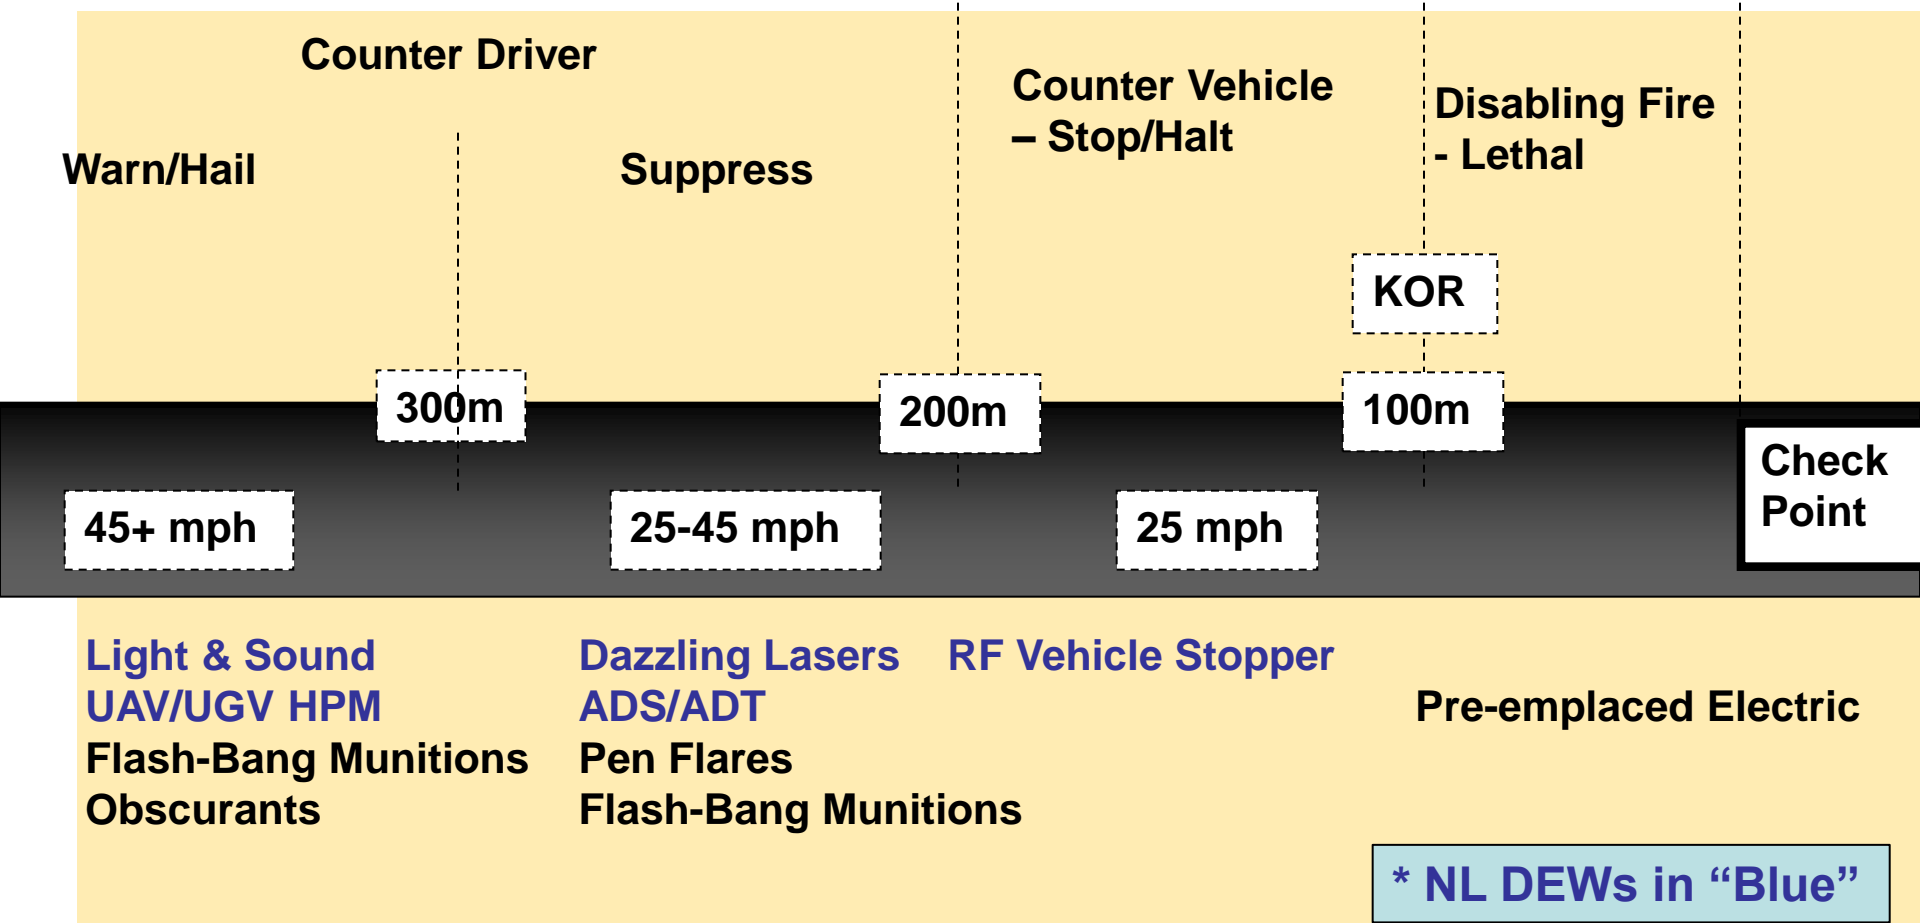 Counter Driver
Warn/Hail
Suppress
Counter Vehicle
– Stop/Halt
Disabling Fire
- Lethal
KOR
300m
200m
100m
45+ mph
25-45 mph
25 mph
Check
Point
Light & Sound
UAV/UGV HPM
Flash-Bang Munitions
Obscurants
Dazzling Lasers
ADS/ADT
Pen Flares
Flash-Bang Munitions
RF Vehicle Stopper
Pre-emplaced Electric
* NL DEWs in “Blue”